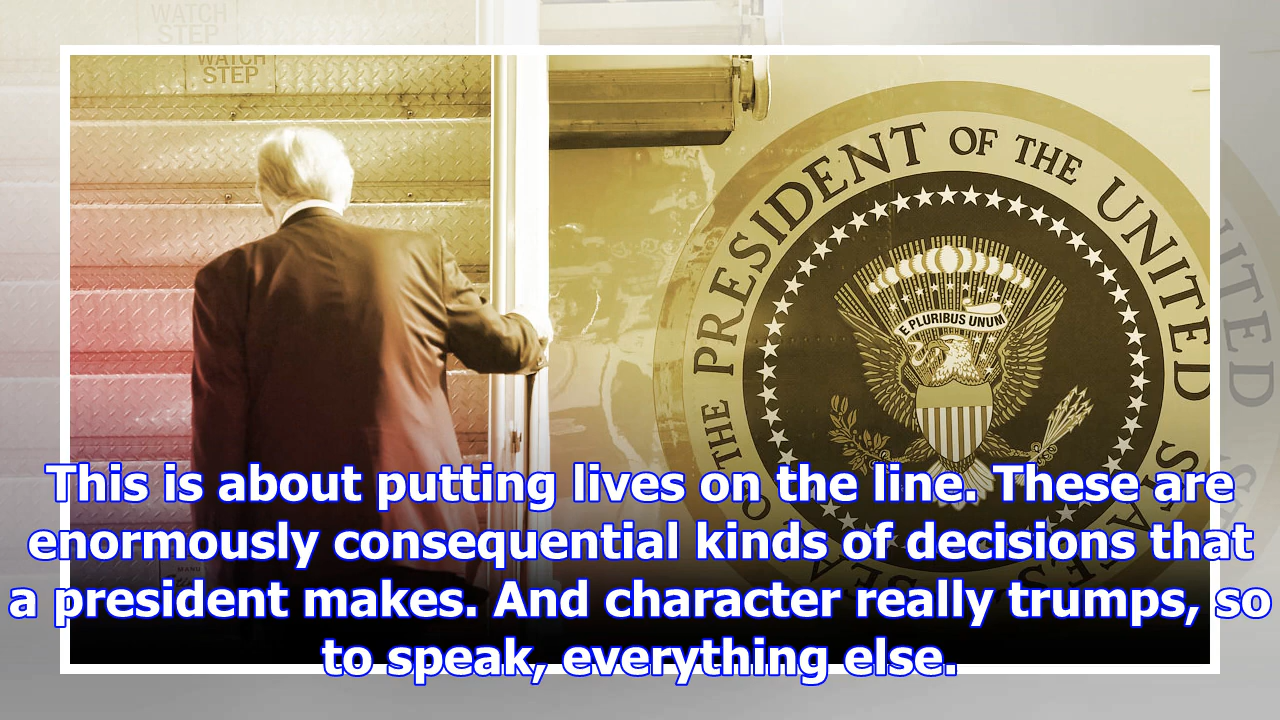 WATCH
STEP
WATCH
STEP
THE PRESIDENT OF THE UNITED
E PLURIBUS UNUM
This is about putting lives on the line. These are
enormously consequential kinds of decisions that
a president makes. And character really trumps, so
to speak, everything else.